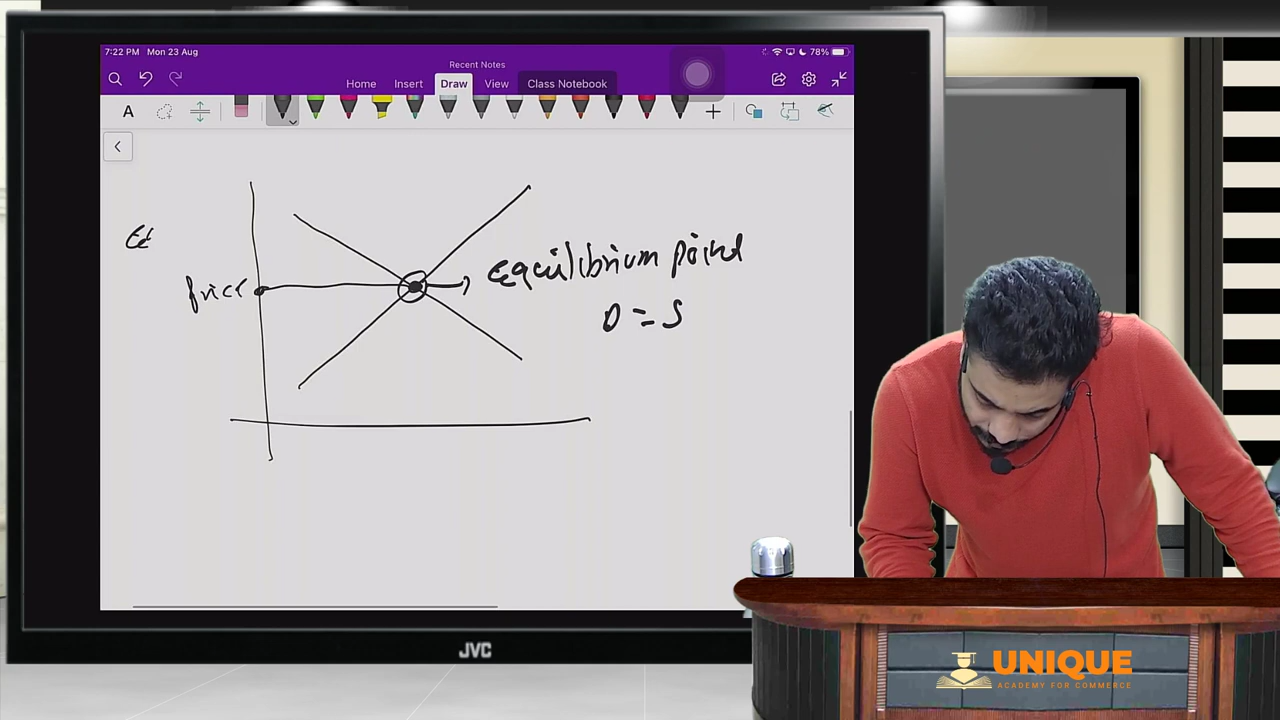 7:22 PM Mon 23 Aug
78%
Recent Notes
Home Insert Draw View Class Notebook
A
Price
Equilibrium point
D = S
JVC
UNIQUE
ACADEMY FOR COMMERCE